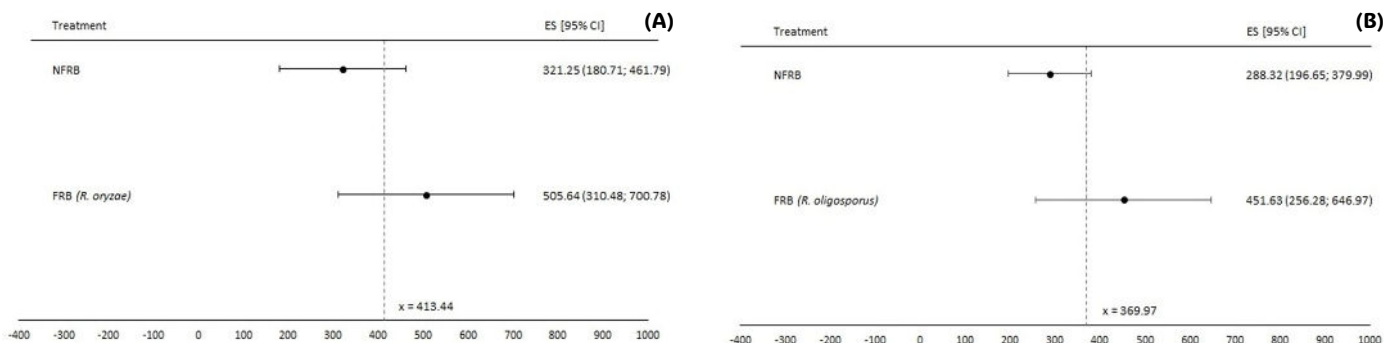 Treatment ES [95% CI] (A)
NFRB 321.25 (180.71; 461.79)
FRB (R. oryzae) 505.64 (310.48; 700.78)
x = 413.44
-400 -300 -200 -100 0 100 200 300 400 500 600 700 800 900 1000
Treatment ES [95% CI] (B)
NFRB 288.32 (196.65; 379.99)
FRB (R. oligosporus) 451.63 (256.28; 646.97)
x = 369.97
-400 -300 -200 -100 0 100 200 300 400 500 600 700 800 900 1000